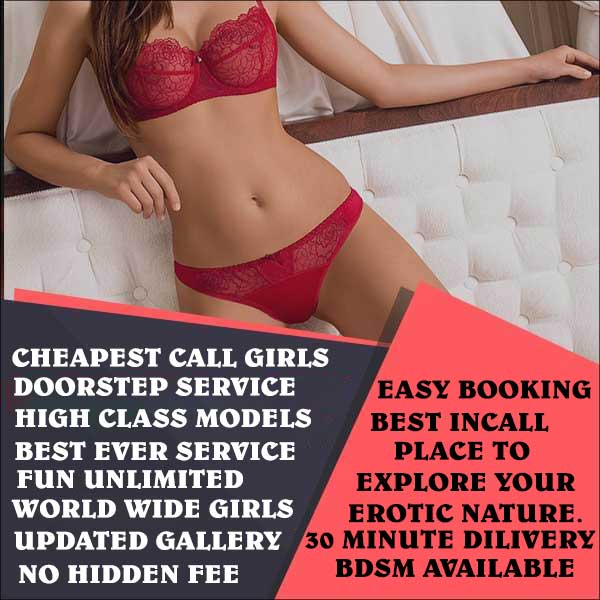 CHEAPEST CALL GIRLS
DOORSTEP SERVICE
HIGH CLASS MODELS
BEST EVER SERVICE
FUN UNLIMITED
WORLD WIDE GIRLS
UPDATED GALLERY
NO HIDDEN FEE
EASY BOOKING
BEST INCALL
PLACE TO
EXPLORE YOUR
EROTIC NATURE.
30 MINUTE DILIVERY
BDSM AVAILABLE